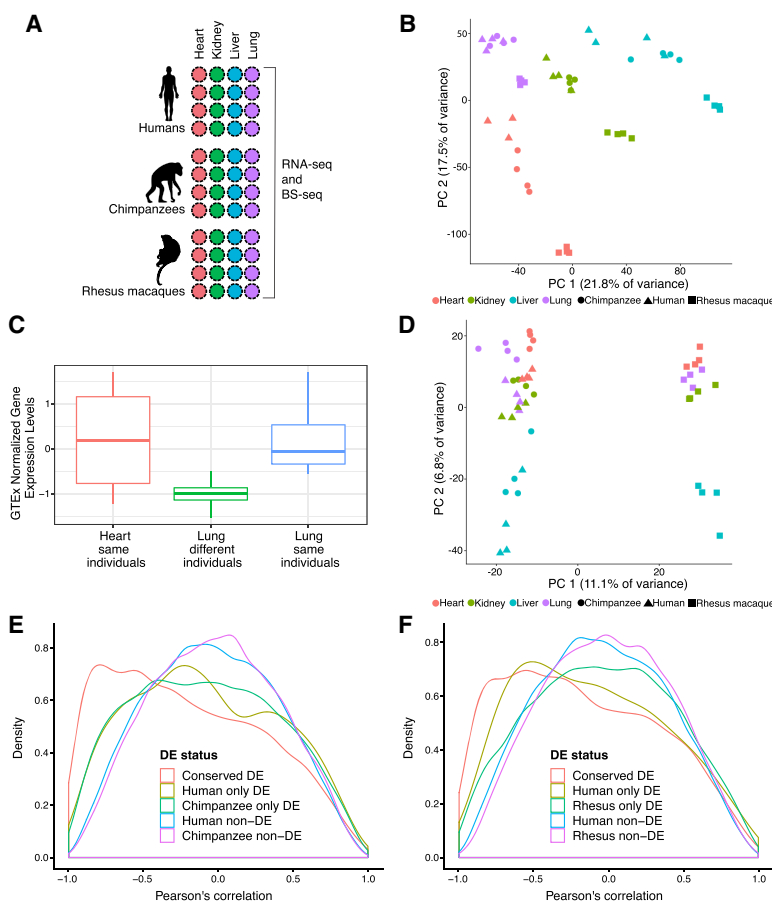 A
Heart
Kidney
Liver
Lung
Humans
Chimpanzees
Rhesus macaques
RNA-seq
and
BS-seq
B
PC 2 (17.5% of variance)
50
0
-50
-100
-40
0
40
80
PC 1 (21.8% of variance)
Heart Kidney Liver Lung Chimpanzee Human Rhesus macaque
C
GTEx Normalized Gene
Expression Levels
1
0
−1
Heart
same
individuals
Lung
different
individuals
Lung
same
individuals
D
PC 2 (6.8% of variance)
20
0
-20
-40
-20
0
20
PC 1 (11.1% of variance)
Heart Kidney Liver Lung Chimpanzee Human Rhesus macaque
E
Density
0.8
0.6
0.4
0.2
0.0
DE status
Conserved DE
Human only DE
Chimpanzee only DE
Human non−DE
Chimpanzee non−DE
−1.0
−0.5
0.0
0.5
1.0
Pearson's correlation
F
Density
0.8
0.6
0.4
0.2
0.0
DE status
Conserved DE
Human only DE
Rhesus only DE
Human non−DE
Rhesus non−DE
−1.0
−0.5
0.0
0.5
1.0
Pearson's correlation